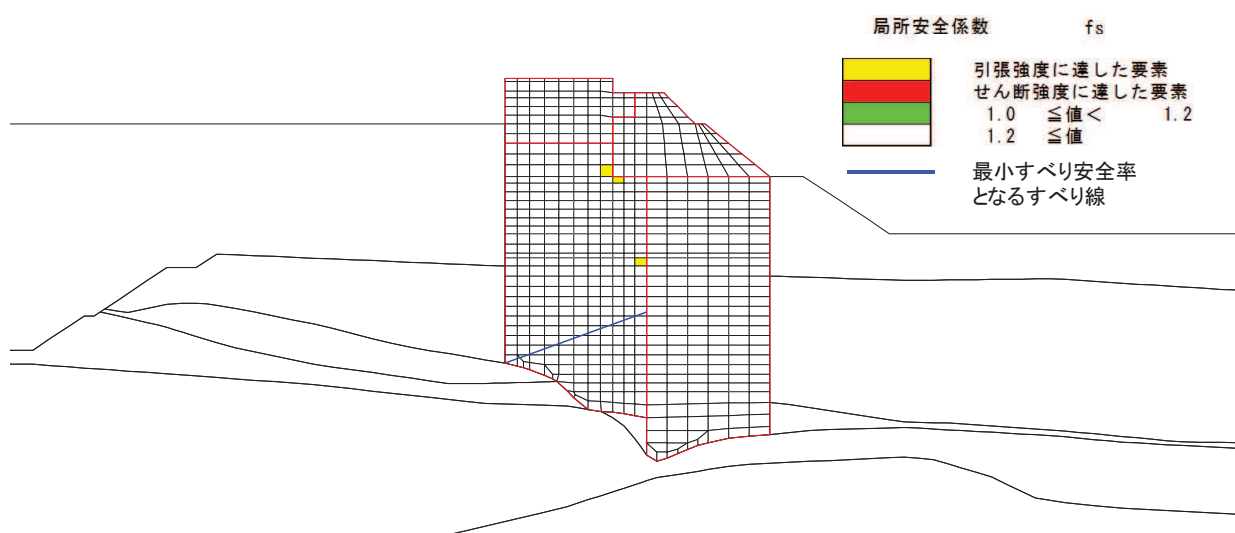 局所安全係数 fs
引張強度に達した要素
せん断強度に達した要素
1.0 ≦値< 1.2
1.2 ≦値
最小すべり安全率
となるすべり線